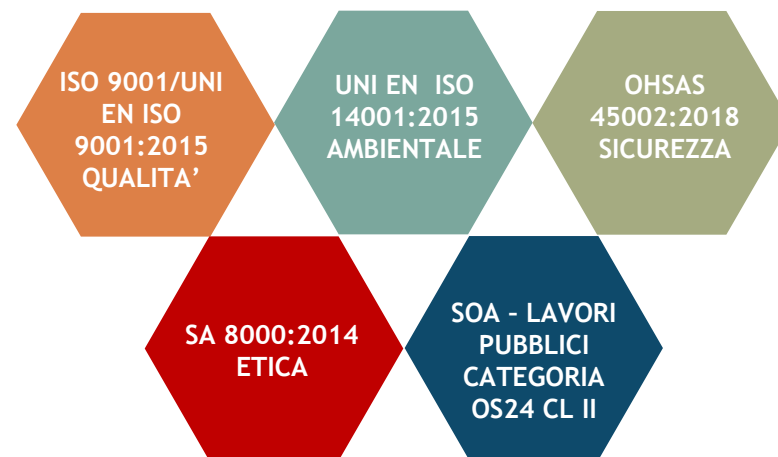 ISO 9001/UNI
EN ISO
9001:2015
QUALITA’
UNI EN ISO
14001:2015
AMBIENTALE
OHSAS
45002:2018
SICUREZZA
SA 8000:2014
ETICA
SOA – LAVORI
PUBBLICI
CATEGORIA
OS24 CL II